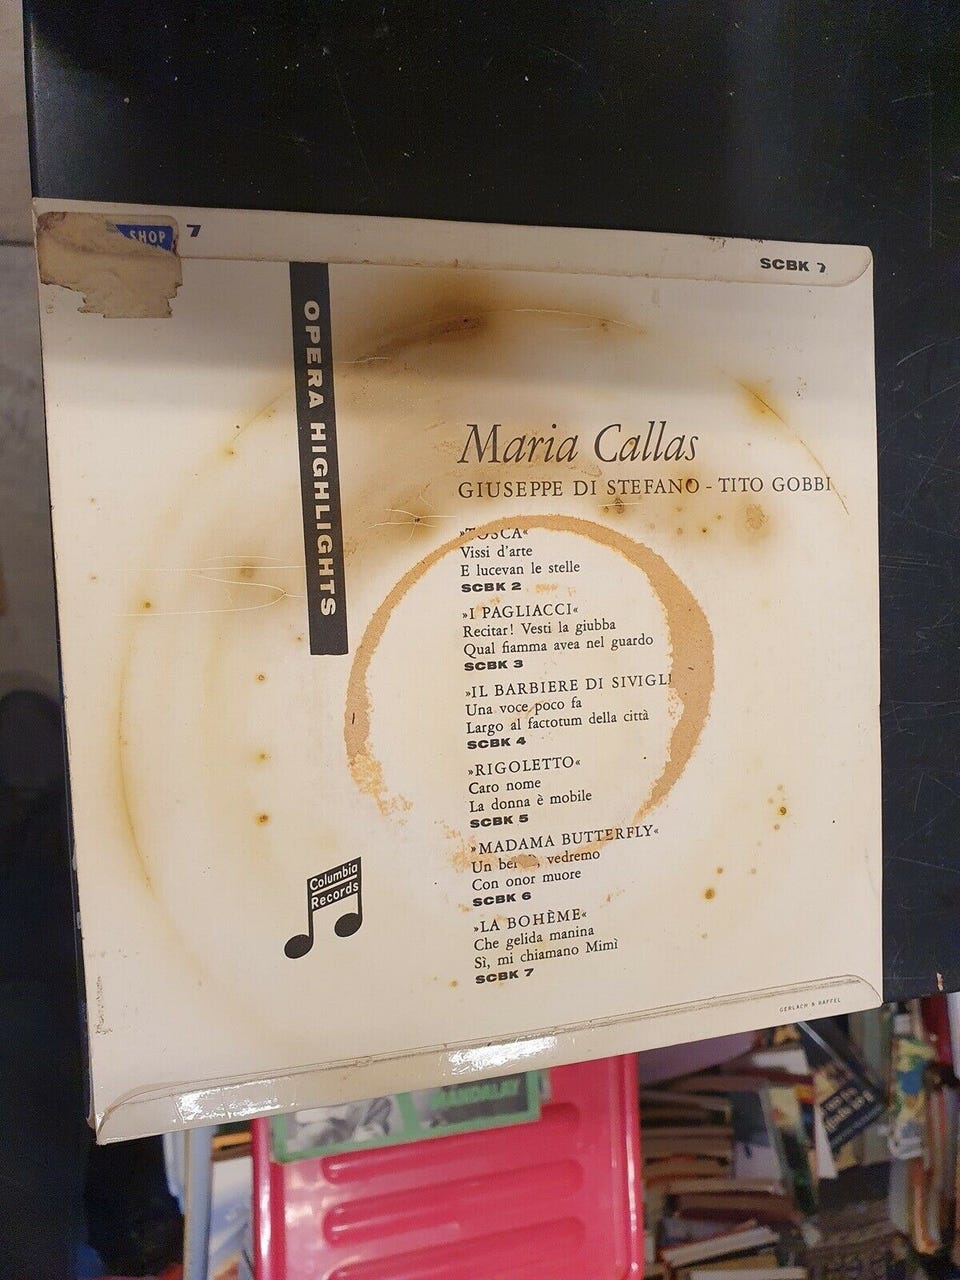 SHOP
7
SCBK 7
OPERA HIGHLIGHTS
Maria Callas
GIUSEPPE DI STEFANO - TITO GOBBI
»TOSCA«
Vissi d'arte
E lucevan le stelle
SCBK 2
»I PAGLIACCI«
Recitar! Vesti la giubba
Qual fiamma avea nel guardo
SCBK 3
»IL BARBIERE DI SIVIGLI
Una voce poco fa
Largo al factotum della città
SCBK 4
»RIGOLETTO«
Caro nome
La donna è mobile
SCBK 5
»MADAMA BUTTERFLY«
Un bel vedremo
Con onor muore
SCBK 6
»LA BOHÈME«
Che gelida manina
Sì, mi chiamano Mimì
SCBK 7
Columbia
Records
GERLACH & RAFFEL
MANDALAY